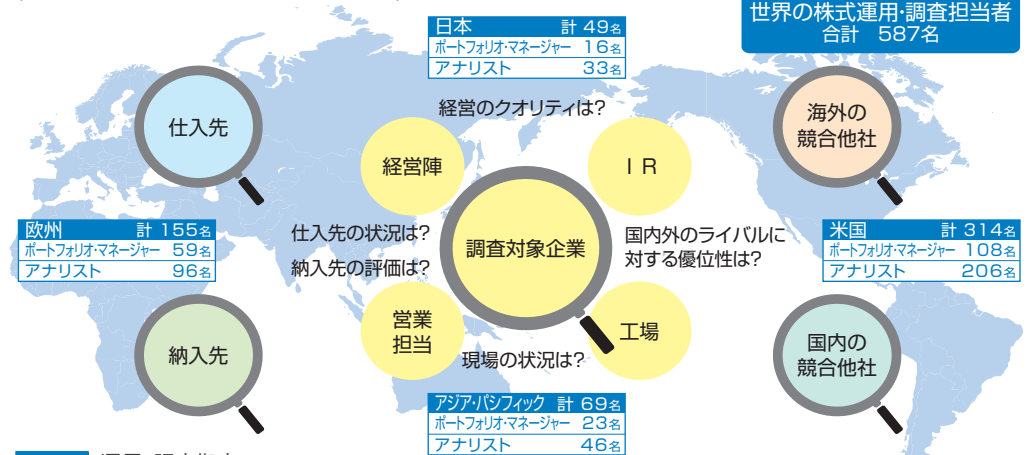 世界の株式運用・調査担当者
合計 587名
日本 計 49名
ポートフォリオ・マネージャー 16名
アナリスト 33名
経営のクオリティは?
仕入先
海外の
競合他社
経営陣
IR
欧州 計 155名
ポートフォリオ・マネージャー 59名
アナリスト 96名
仕入先の状況は?
納入先の評価は?
調査対象企業
国内外のライバルに
対する優位性は?
米国 計 314名
ポートフォリオ・マネージャー 108名
アナリスト 206名
納入先
営業
担当
工場
国内の
競合他社
現場の状況は?
アジア・パシフィック 計 69名
ポートフォリオ・マネージャー 23名
アナリスト 46名